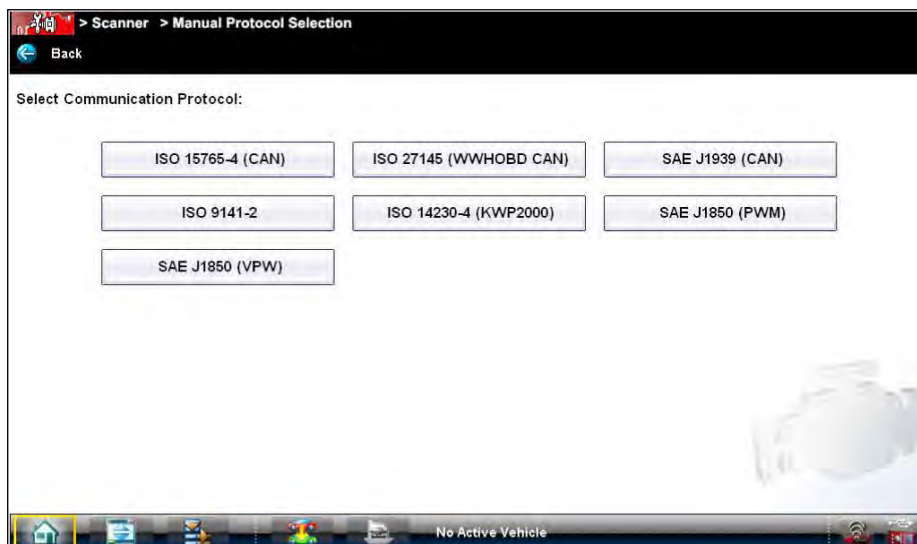 > Scanner > Manual Protocol Selection
Back
Select Communication Protocol:
ISO 15765-4 (CAN)
ISO 27145 (WWHOBD CAN)
SAE J1939 (CAN)
ISO 9141-2
ISO 14230-4 (KWP2000)
SAE J1850 (PWM)
SAE J1850 (VPW)
No Active Vehicle